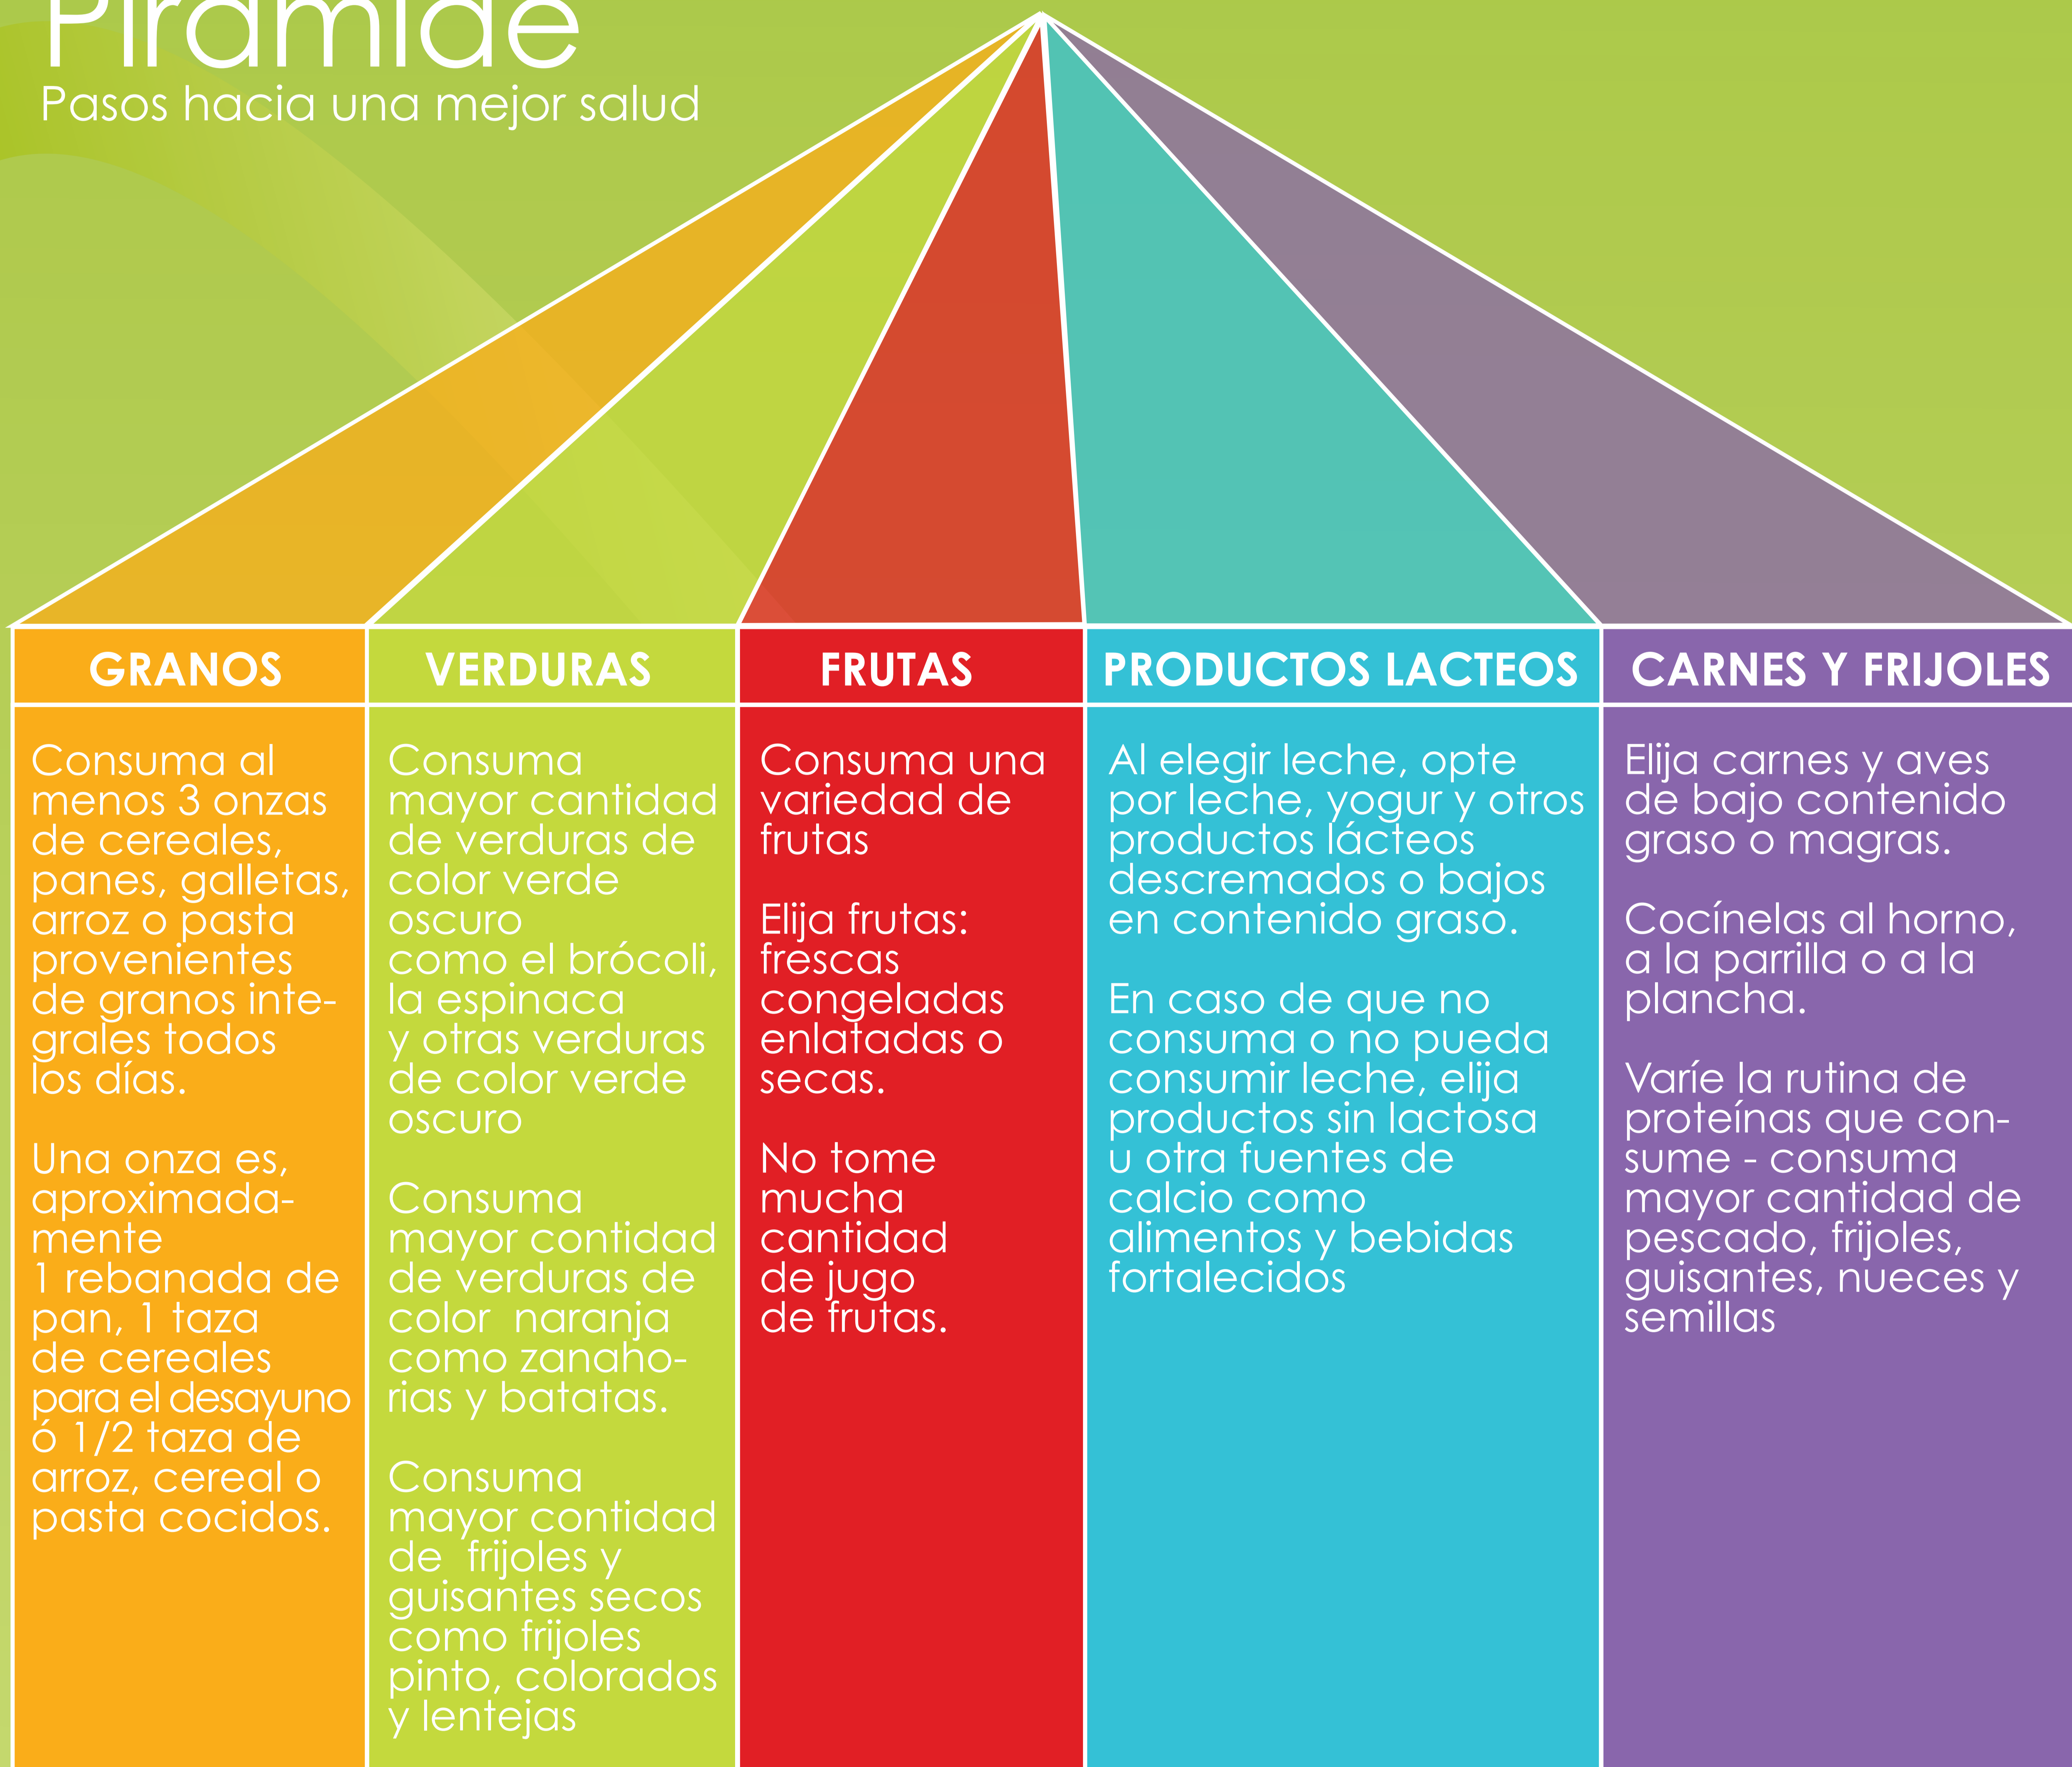 Pirámide
Pasos hacia una mejor salud
GRANOS
Consuma al
menos 3 onzas
de cereales,
panes, galletas,
arroz o pasta
provenientes
de granos inte-
grales todos
los días.
Una onza es,
aproximada-
mente
1 rebanada de
pan, 1 taza
de cereales
para el desayuno
ó 1/2 taza de
arroz, cereal o
pasta cocidos.
VERDURAS
Consuma
mayor cantidad
de verduras de
color verde
oscuro
como el brócoli,
la espinaca
y otras verduras
de color verde
oscuro
Consuma
mayor contidad
de verduras de
color naranja
como zanaho-
rias y batatas.
Consuma
mayor contidad
de frijoles y
guisantes secos
como frijoles
pinto, colorados
y lentejas
FRUTAS
Consuma una
variedad de
frutas
Elija frutas:
frescas
congeladas
enlatadas o
secas.
No tome
mucha
cantidad
de jugo
de frutas.
PRODUCTOS LACTEOS
Al elegir leche, opte
por leche, yogur y otros
productos lácteos
descremados o bajos
en contenido graso.
En caso de que no
consuma o no pueda
consumir leche, elija
productos sin lactosa
u otra fuentes de
calcio como
alimentos y bebidas
fortalecidos
CARNES Y FRIJOLES
Elija carnes y aves
de bajo contenido
graso o magras.
Cocínelas al horno,
a la parrilla o a la
plancha.
Varíe la rutina de
proteínas que con-
sume - consuma
mayor cantidad de
pescado, frijoles,
guisantes, nueces y
semillas